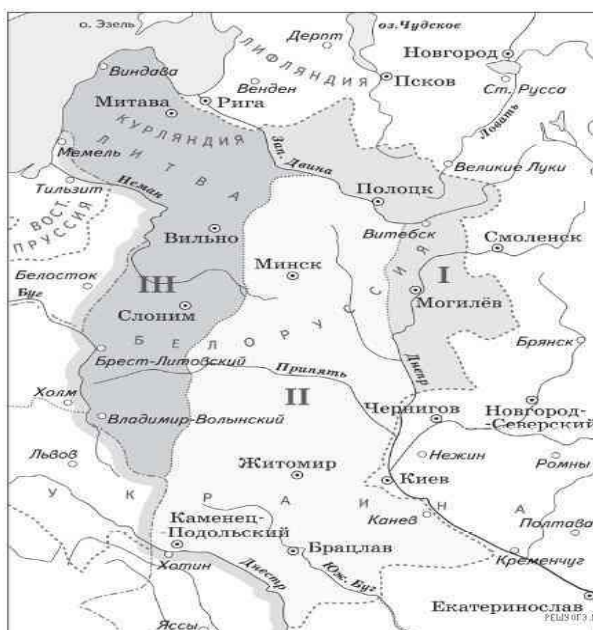 о. Эзель
оз. Чудское
Дерпт
Новгород
ЛИФЛЯНДИЯ
Виндава
Псков
Ст. Русса
Венден
Митава
Рига
Ловать
КУРЛЯНДИЯ
ЛИТВА
Зап. Двина
Мемель
Великие Луки
Тильзит
Неман
Полоцк
ВОСТ.
ПРУССИЯ
Витебск
Вильно
Смоленск
Минск
I
Белосток
III
Могилёв
Буг
Слоним
БЕЛОРУССИЯ
Брянск
Брест-Литовский
Припять
Днепр
Холм
II
Чернигов
Новгород-
Северский
Владимир-Волынский
Львов
Нежин
Ромны
Житомир
Киев
УКРАИНА
Канев
Каменец-
Подольский
Полтава
Брацлав
Хотин
Кременчуг
Днестр
Юж. Буг
Екатеринослав
Яссы
РЕШУОГЭ.